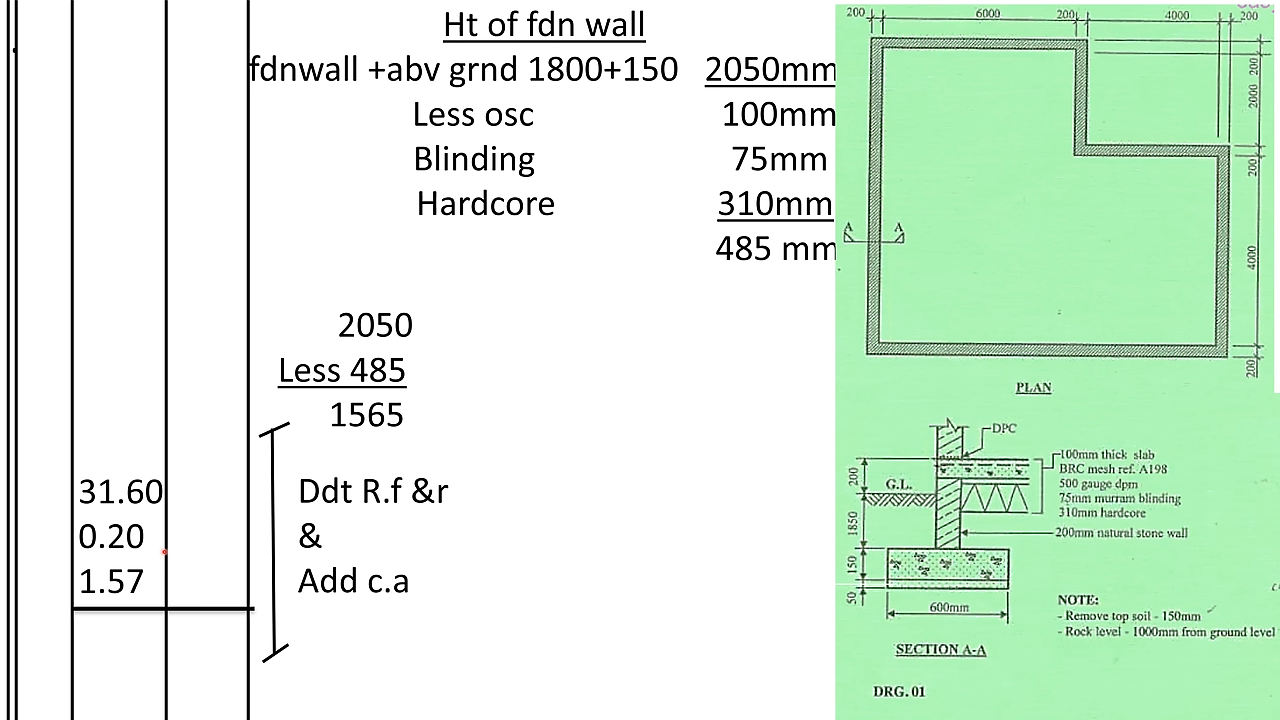 Ht of fdn wall
fdnwall +abv grnd 1800+150 2050mm
Less osc 100mm
Blinding 75mm
Hardcore 310mm
485 mm
2050
Less 485
1565
31.60 Ddt R.f &r
0.20 &
1.57 Add c.a
200 6000 200 4000 200
200
2000
200
4000
200
A A
PLAN
DPC
100mm thick slab
BRC mesh ref. A198
500 gauge dpm
75mm murram blinding
310mm hardcore
200mm natural stone wall
G.L.
200
1850
150
50
600mm
SECTION A-A
NOTE:
- Remove top soil - 150mm
- Rock level - 1000mm from ground level
DRG. 01